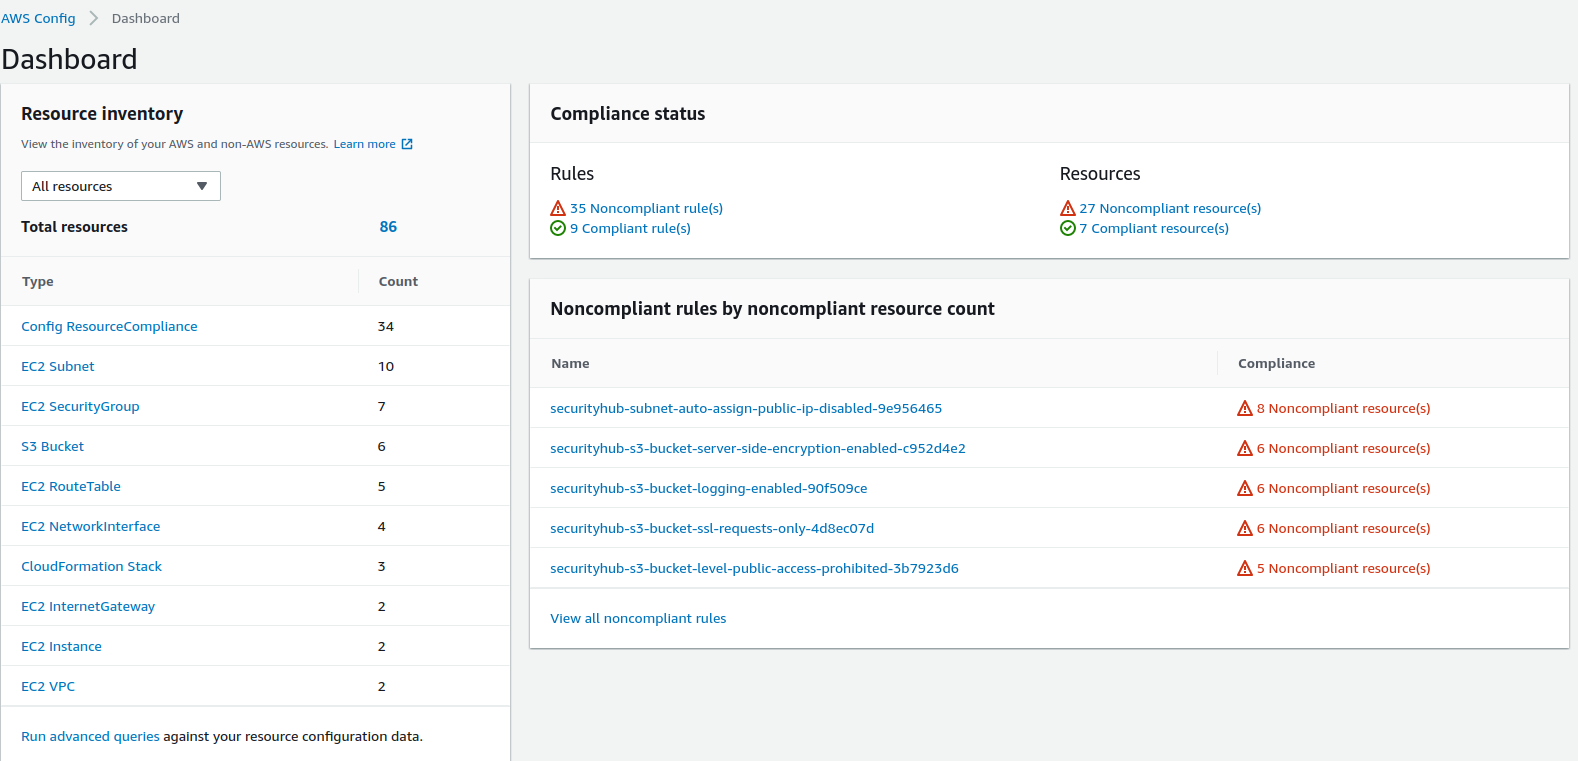 AWS Config > Dashboard
Dashboard
Resource inventory
View the inventory of your AWS and non-AWS resources. Learn more
All resources
Total resources 86
Type Count
Config ResourceCompliance 34
EC2 Subnet 10
EC2 SecurityGroup 7
S3 Bucket 6
EC2 RouteTable 5
EC2 NetworkInterface 4
CloudFormation Stack 3
EC2 InternetGateway 2
EC2 Instance 2
EC2 VPC 2
Run advanced queries against your resource configuration data.
Compliance status
Rules
35 Noncompliant rule(s)
9 Compliant rule(s)
Resources
27 Noncompliant resource(s)
7 Compliant resource(s)
Noncompliant rules by noncompliant resource count
Name Compliance
securityhub-subnet-auto-assign-public-ip-disabled-9e956465 8 Noncompliant resource(s)
securityhub-s3-bucket-server-side-encryption-enabled-c952d4e2 6 Noncompliant resource(s)
securityhub-s3-bucket-logging-enabled-90f509ce 6 Noncompliant resource(s)
securityhub-s3-bucket-ssl-requests-only-4d8ec07d 6 Noncompliant resource(s)
securityhub-s3-bucket-level-public-access-prohibited-3b7923d6 5 Noncompliant resource(s)
View all noncompliant rules